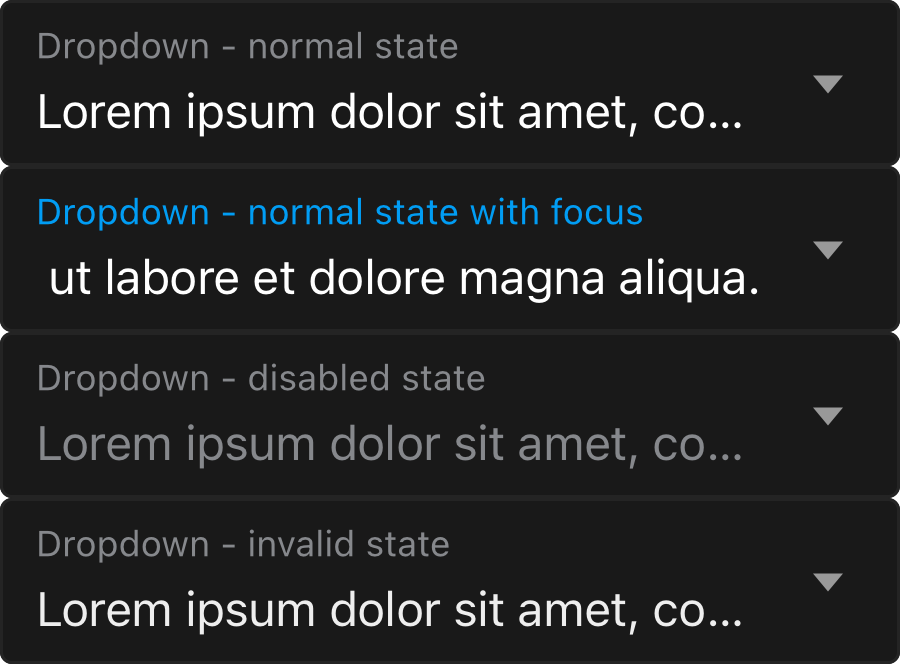 Dropdown - normal state
Lorem ipsum dolor sit amet, co...
Dropdown - normal state with focus
ut labore et dolore magna aliqua.
Dropdown - disabled state
Lorem ipsum dolor sit amet, co...
Dropdown - invalid state
Lorem ipsum dolor sit amet, co...